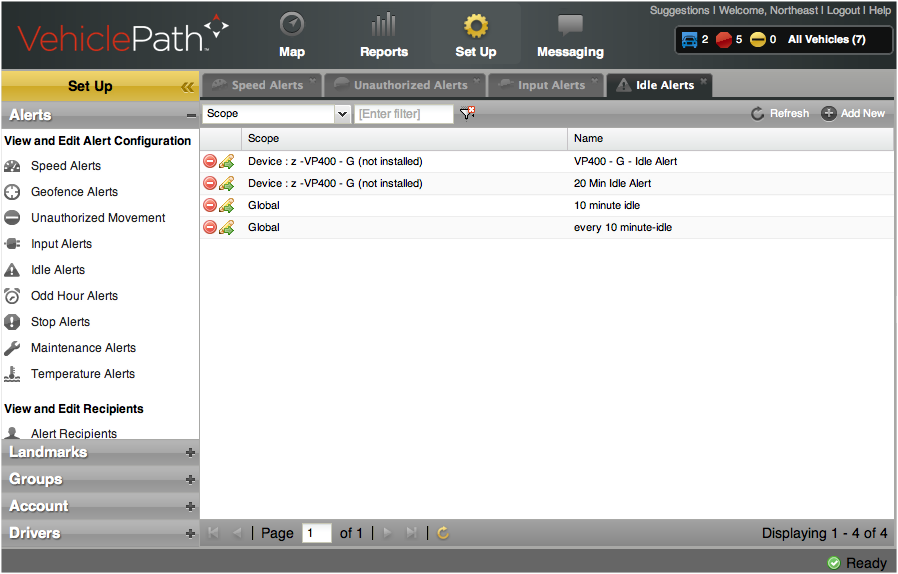 Suggestions | Welcome, Northeast | Logout | Help
VehiclePath™
Map
Reports
Set Up
Messaging
2 5 0 All Vehicles (7)
Set Up
Speed Alerts
Unauthorized Alerts
Input Alerts
Idle Alerts
Alerts
Scope
[Enter filter]
Refresh
Add New
View and Edit Alert Configuration
Speed Alerts
Geofence Alerts
Unauthorized Movement
Input Alerts
Idle Alerts
Odd Hour Alerts
Stop Alerts
Maintenance Alerts
Temperature Alerts
View and Edit Recipients
Alert Recipients
Landmarks
Groups
Account
Drivers
Scope Name
Device : z -VP400 - G (not installed) VP400 - G - Idle Alert
Device : z -VP400 - G (not installed) 20 Min Idle Alert
Global 10 minute idle
Global every 10 minute-idle
Page 1 of 1
Displaying 1 - 4 of 4
Ready